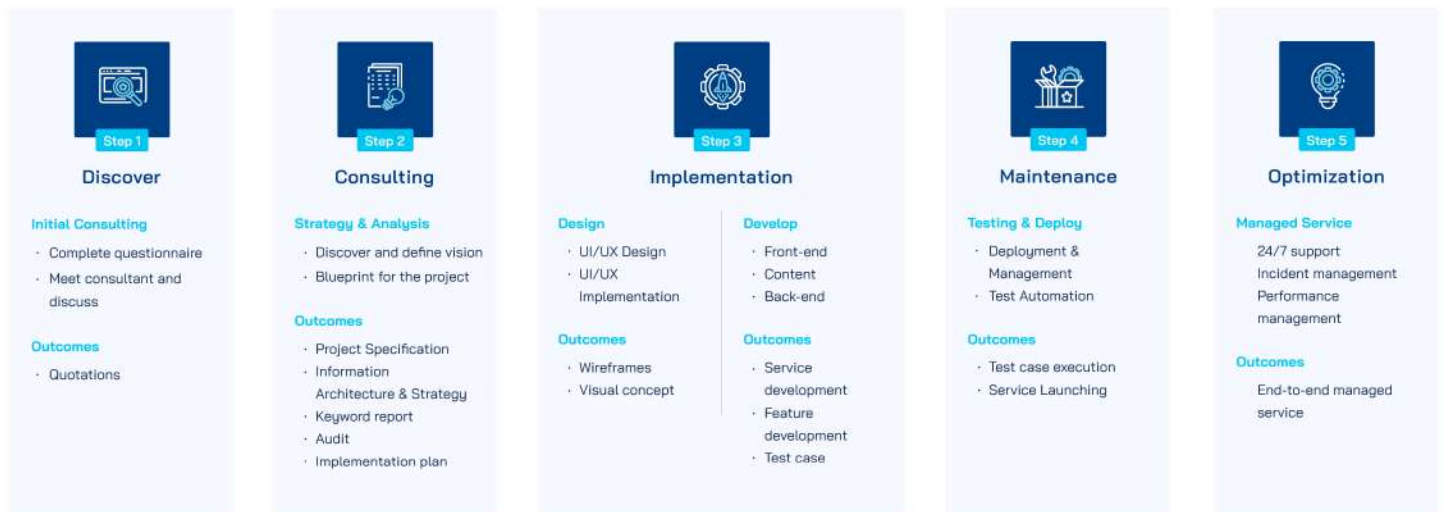 Step 1
Discover
Initial Consulting
· Complete questionnaire
· Meet consultant and
discuss
Outcomes
· Quotations
Step 2
Consulting
Strategy & Analysis
· Discover and define vision
· Blueprint for the project
Outcomes
· Project Specification
· Information
Architecture & Strategy
· Keyword report
· Audit
· Implementation plan
Step 3
Implementation
Design
· UI/UX Design
· UI/UX
Implementation
Outcomes
· Wireframes
· Visual concept
Develop
· Front-end
· Content
· Back-end
Outcomes
· Service
development
· Feature
development
· Test case
Step 4
Maintenance
Testing & Deploy
· Deployment &
Management
· Test Automation
Outcomes
· Test case execution
· Service Launching
Step 5
Optimization
Managed Service
24/7 support
Incident management
Performance
management
Outcomes
End-to-end managed
service